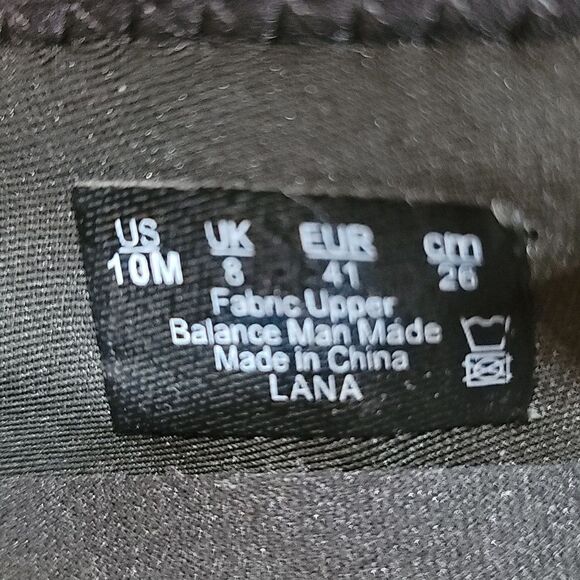 US UK EUR cm
10M 8 41 26
Fabric Upper
Balance Man Made
Made in China
LANA